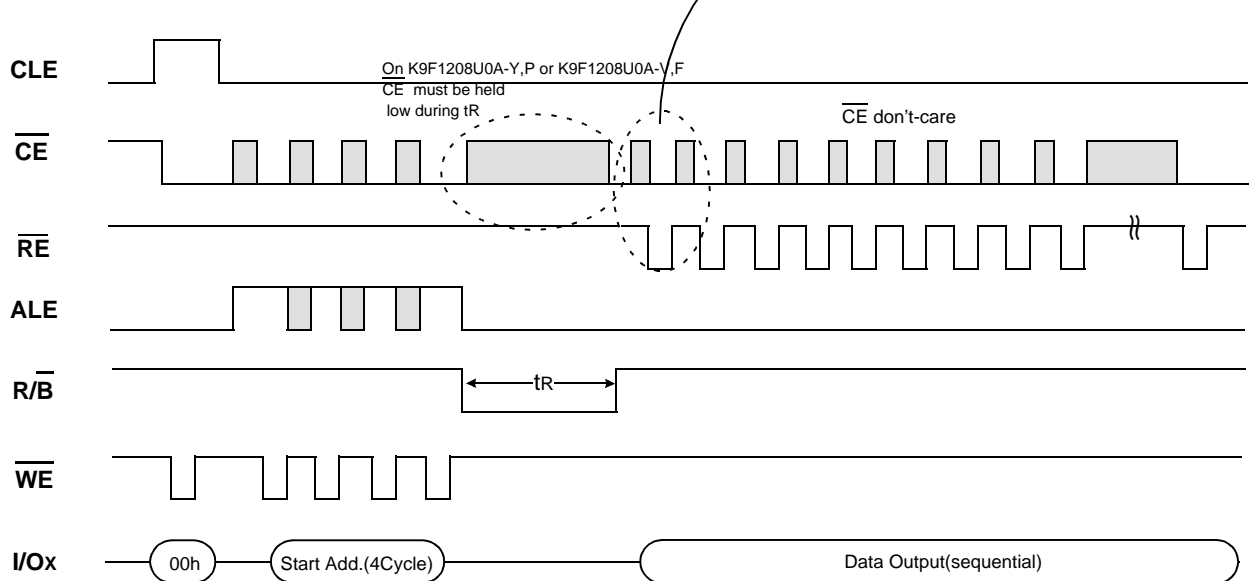 CLE
On K9F1208U0A-Y,P or K9F1208U0A-V,F
CE must be held
low during tR
CE don't-care
CE
RE
ALE
R/B
tR
WE
I/Ox
00h
Start Add.(4Cycle)
Data Output(sequential)